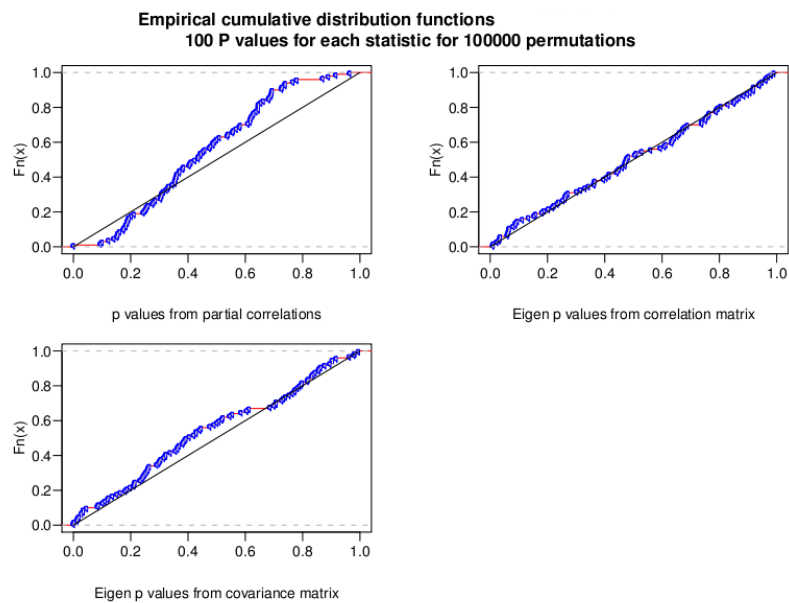 Empirical cumulative distribution functions
100 P values for each statistic for 100000 permutations
Fn(x)
1.0
0.8
0.6
0.4
0.2
0.0
0.0 0.2 0.4 0.6 0.8 1.0
p values from partial correlations
Fn(x)
1.0
0.8
0.6
0.4
0.2
0.0
0.0 0.2 0.4 0.6 0.8 1.0
Eigen p values from correlation matrix
Fn(x)
1.0
0.8
0.6
0.4
0.2
0.0
0.0 0.2 0.4 0.6 0.8 1.0
Eigen p values from covariance matrix